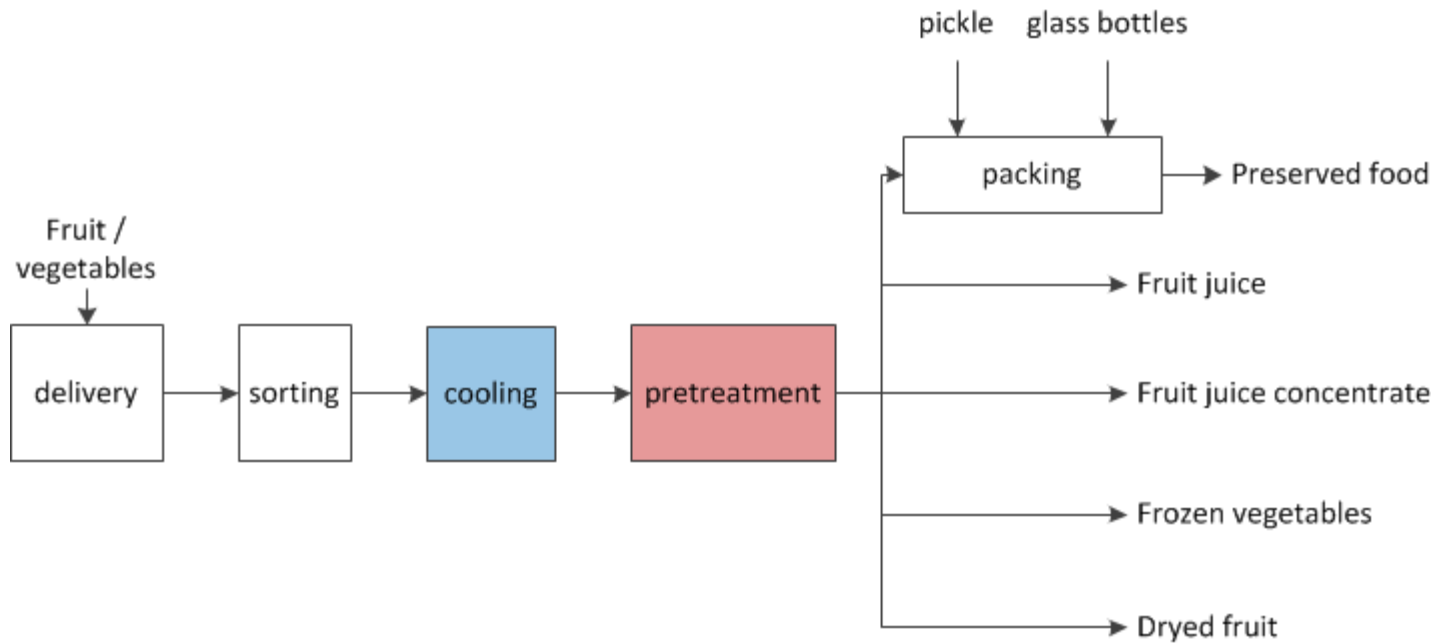 pickle
glass bottles
packing
Preserved food
Fruit /
vegetables
Fruit juice
delivery
sorting
cooling
pretreatment
Fruit juice concentrate
Frozen vegetables
Dryed fruit